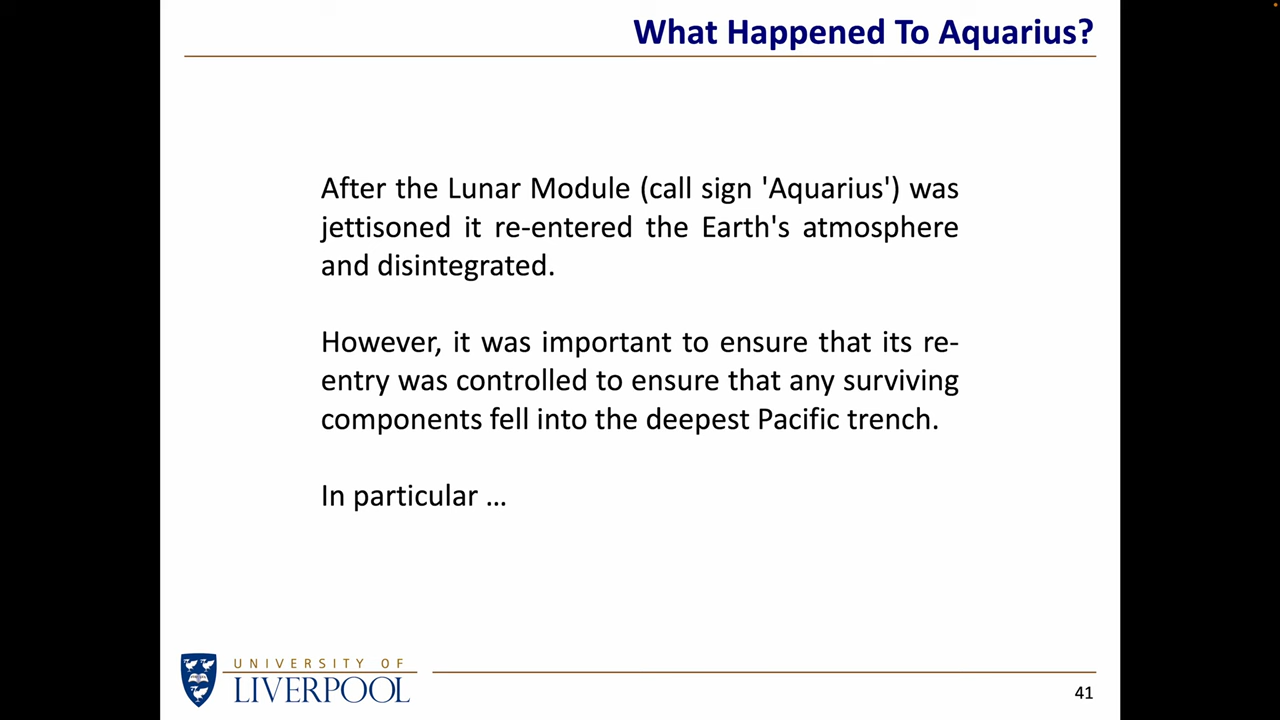 What Happened To Aquarius?
After the Lunar Module (call sign 'Aquarius') was
jettisoned it re-entered the Earth's atmosphere
and disintegrated.
However, it was important to ensure that its re-
entry was controlled to ensure that any surviving
components fell into the deepest Pacific trench.
In particular ...
UNIVERSITY OF
LIVERPOOL
41